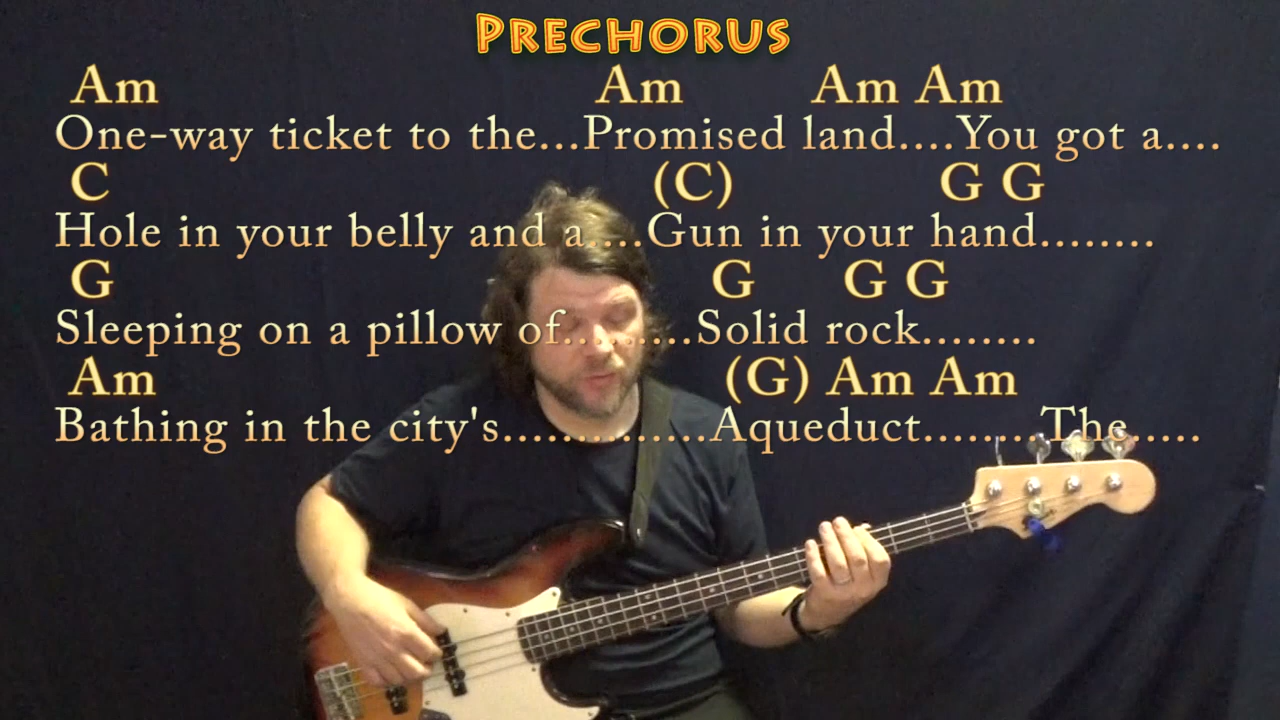 PRECHORUS
Am Am Am Am
One-way ticket to the...Promised land....You got a....
C (C) G G
Hole in your belly and a....Gun in your hand........
G G G G
Sleeping on a pillow of.........Solid rock........
Am (G) Am Am
Bathing in the city's..............Aqueduct........The.....